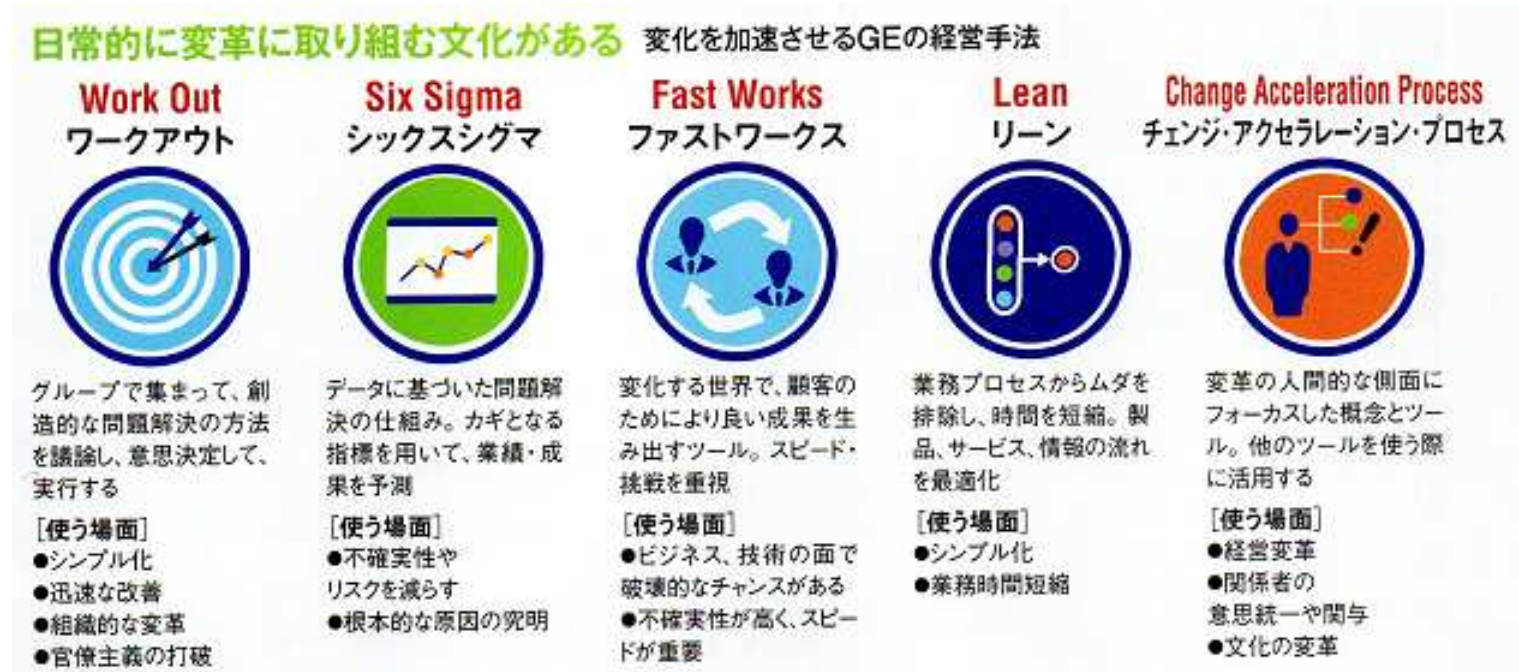 日常的に変革に取り組む文化がある 変化を加速させるGEの経営手法
Work Out
ワークアウト
グループで集まって、創
造的な問題解決の方法
を議論し、意思決定して、
実行する
［使う場面］
●シンプル化
●迅速な改善
●組織的な変革
●官僚主義の打破
Six Sigma
シックスシグマ
データに基づいた問題解
決の仕組み。カギとなる
指標を用いて、業績・成
果を予測
［使う場面］
●不確実性や
リスクを減らす
●根本的な原因の究明
Fast Works
ファストワークス
変化する世界で、顧客の
ためにより良い成果を生
み出すツール。スピード・
挑戦を重視
［使う場面］
●ビジネス、技術の面で
破壊的なチャンスがある
●不確実性が高く、スピー
ドが重要
Lean
リーン
業務プロセスからムダを
排除し、時間を短縮。製
品、サービス、情報の流れ
を最適化
［使う場面］
●シンプル化
●業務時間短縮
Change Acceleration Process
チェンジ・アクセラレーション・プロセス
変革の人間的な側面に
フォーカスした概念とツー
ル。他のツールを使う際
に活用する
［使う場面］
●経営変革
●関係者の
意思統一や関与
●文化の変革